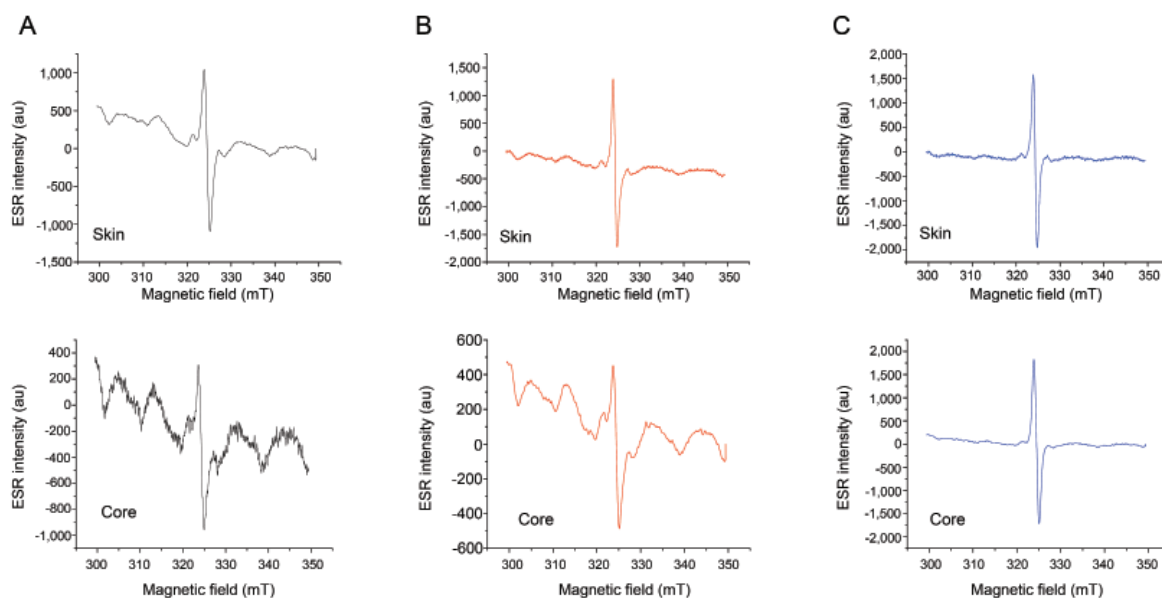 A
B
C
ESR intensity (au)
1,000
500
0
-500
-1,000
-1,500
Skin
300 310 320 330 340 350
Magnetic field (mT)
ESR intensity (au)
1,500
1,000
500
0
-500
-1,000
-1,500
-2,000
Skin
300 310 320 330 340 350
Magnetic field (mT)
ESR intensity (au)
2,000
1,500
1,000
500
0
-500
-1,000
-1,500
-2,000
Skin
300 310 320 330 340 350
Magnetic field (mT)
ESR intensity (au)
400
200
0
-200
-400
-600
-800
-1,000
Core
300 310 320 330 340 350
Magnetic field (mT)
ESR intensity (au)
600
400
200
0
-200
-400
-600
Core
300 310 320 330 340 350
Magnetic field (mT)
ESR intensity (au)
2,000
1,500
1,000
500
0
-500
-1,000
-1,500
-2,000
Core
300 310 320 330 340 350
Magnetic field (mT)